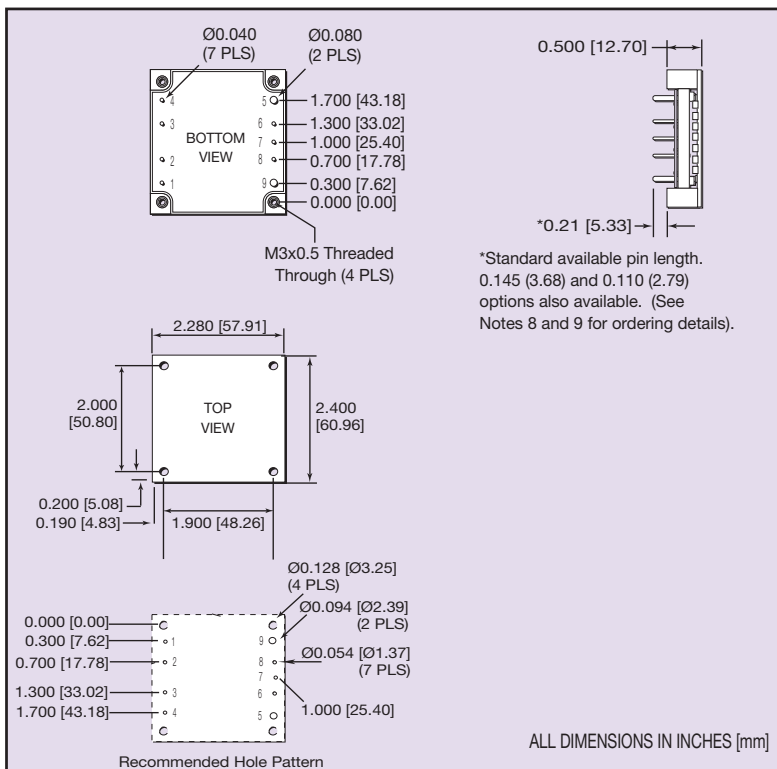 Ø0.040
(7 PLS)
Ø0.080
(2 PLS)
4
3
2
1
BOTTOM
VIEW
5
6
7
8
9
1.700 [43.18]
1.300 [33.02]
1.000 [25.40]
0.700 [17.78]
0.300 [7.62]
0.000 [0.00]
M3x0.5 Threaded
Through (4 PLS)
0.500 [12.70]
*0.21 [5.33]
*Standard available pin length.
0.145 (3.68) and 0.110 (2.79)
options also available. (See
Notes 8 and 9 for ordering details).
2.280 [57.91]
2.000
[50.80]
TOP
VIEW
2.400
[60.96]
0.200 [5.08]
0.190 [4.83]
1.900 [48.26]
Ø0.128 [Ø3.25]
(4 PLS)
Ø0.094 [Ø2.39]
(2 PLS)
Ø0.054 [Ø1.37]
(7 PLS)
0.000 [0.00]
0.300 [7.62]
0.700 [17.78]
1.300 [33.02]
1.700 [43.18]
1
2
3
4
9
8
7
6
5
1.000 [25.40]
Recommended Hole Pattern
ALL DIMENSIONS IN INCHES [mm]